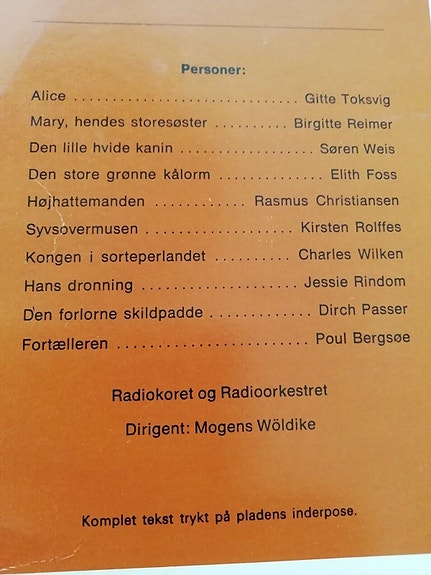 Personer:
Alice .............................. Gitte Toksvig
Mary, hendes storesøster ........... Birgitte Reimer
Den lille hvide kanin .................. Søren Weis
Den store grønne kålorm ............. Elith Foss
Højhattemanden ............ Rasmus Christiansen
Syvsovermusen .................... Kirsten Rolffes
Kongen i sorteperlandet .......... Charles Wilken
Hans dronning ..................... Jessie Rindom
Den forlorne skildpadde ............. Dirch Passer
Fortælleren ....................... Poul Bergsøe
Radiokoret og Radioorkestret
Dirigent: Mogens Wöldike
Komplet tekst trykt på pladens inderpose.